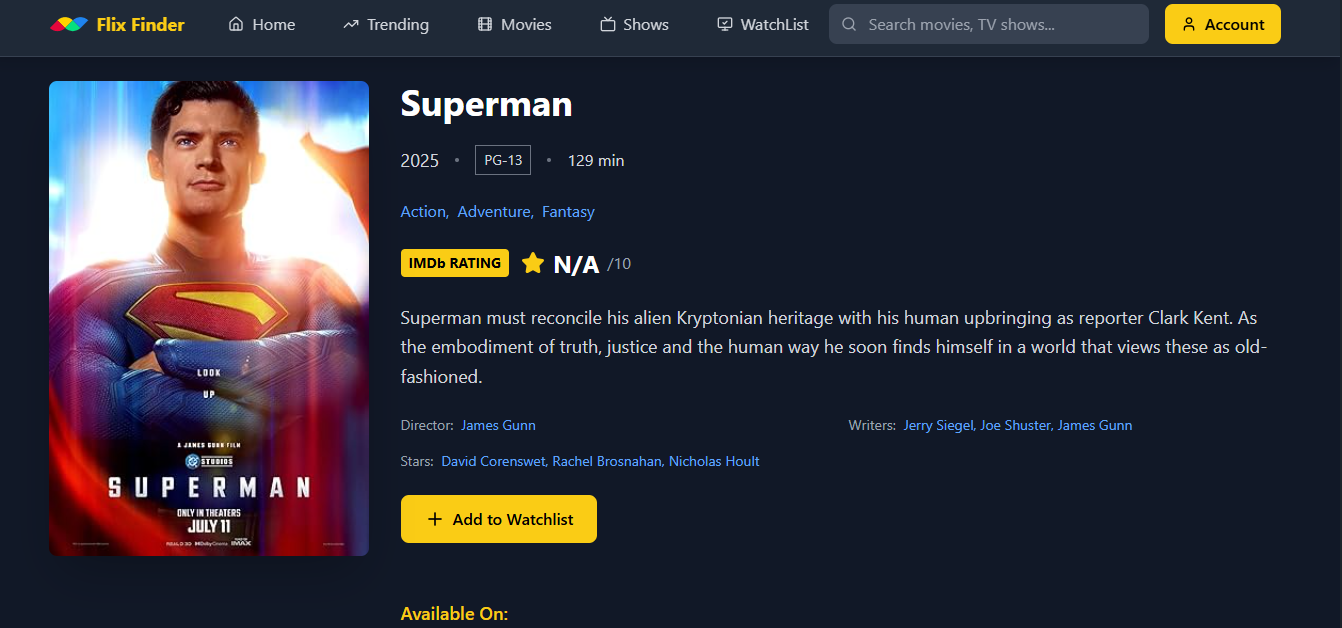 Flix Finder
Home
Trending
Movies
Shows
WatchList
Search movies, TV shows...
Account
LOOK
UP
A JAMES GUNN FILM
DC STUDIOS
SUPERMAN
ONLY IN THEATERS
JULY 11
REAL D 3D Dolby Cinema IMAX
Superman
2025 • PG-13 • 129 min
Action, Adventure, Fantasy
IMDb RATING N/A /10
Superman must reconcile his alien Kryptonian heritage with his human upbringing as reporter Clark Kent. As
the embodiment of truth, justice and the human way he soon finds himself in a world that views these as old-
fashioned.
Director: James Gunn
Writers: Jerry Siegel, Joe Shuster, James Gunn
Stars: David Corenswet, Rachel Brosnahan, Nicholas Hoult
+ Add to Watchlist
Available On: